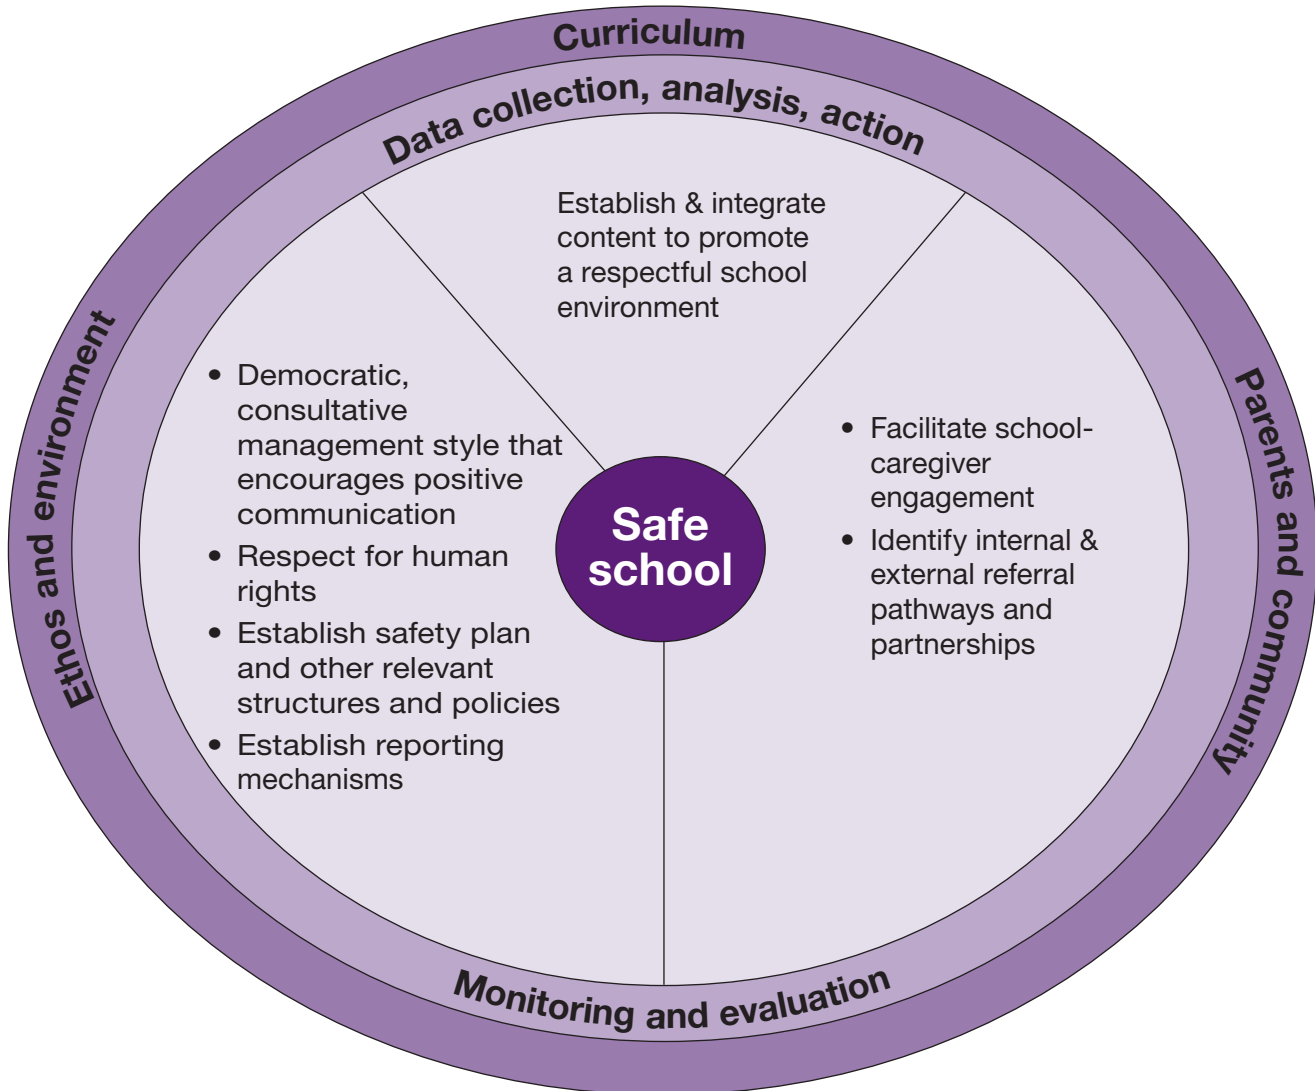 Curriculum
Data collection, analysis, action
Establish & integrate
content to promote
a respectful school
environment
Ethos and environment
• Democratic,
consultative
management style that
encourages positive
communication
• Respect for human
rights
• Establish safety plan
and other relevant
structures and policies
• Establish reporting
mechanisms
Safe
school
• Facilitate school-
caregiver
engagement
• Identify internal &
external referral
pathways and
partnerships
Parents and community
Monitoring and evaluation